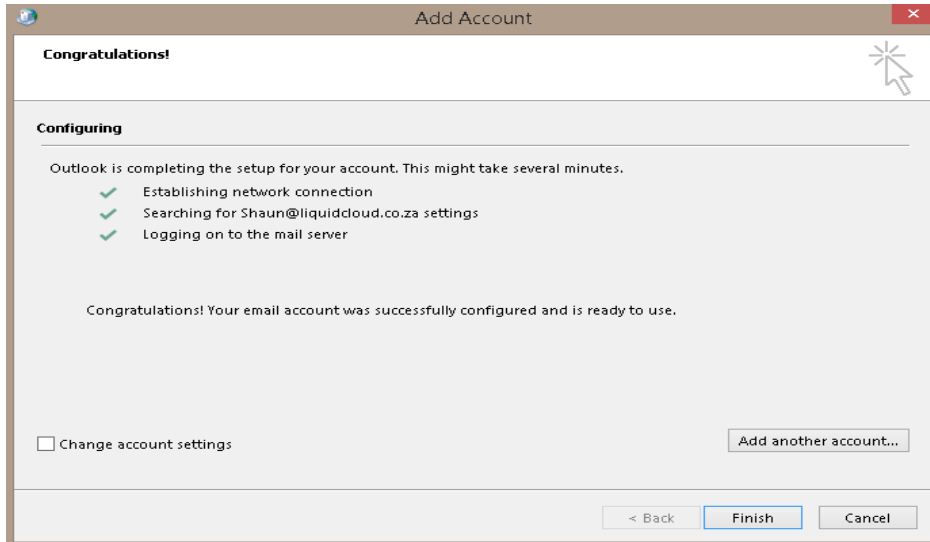 Add Account
Congratulations!
Configuring
Outlook is completing the setup for your account. This might take several minutes.
Establishing network connection
Searching for Shaun@liquidcloud.co.za settings
Logging on to the mail server
Congratulations! Your email account was successfully configured and is ready to use.
Change account settings
Add another account...
< Back
Finish
Cancel